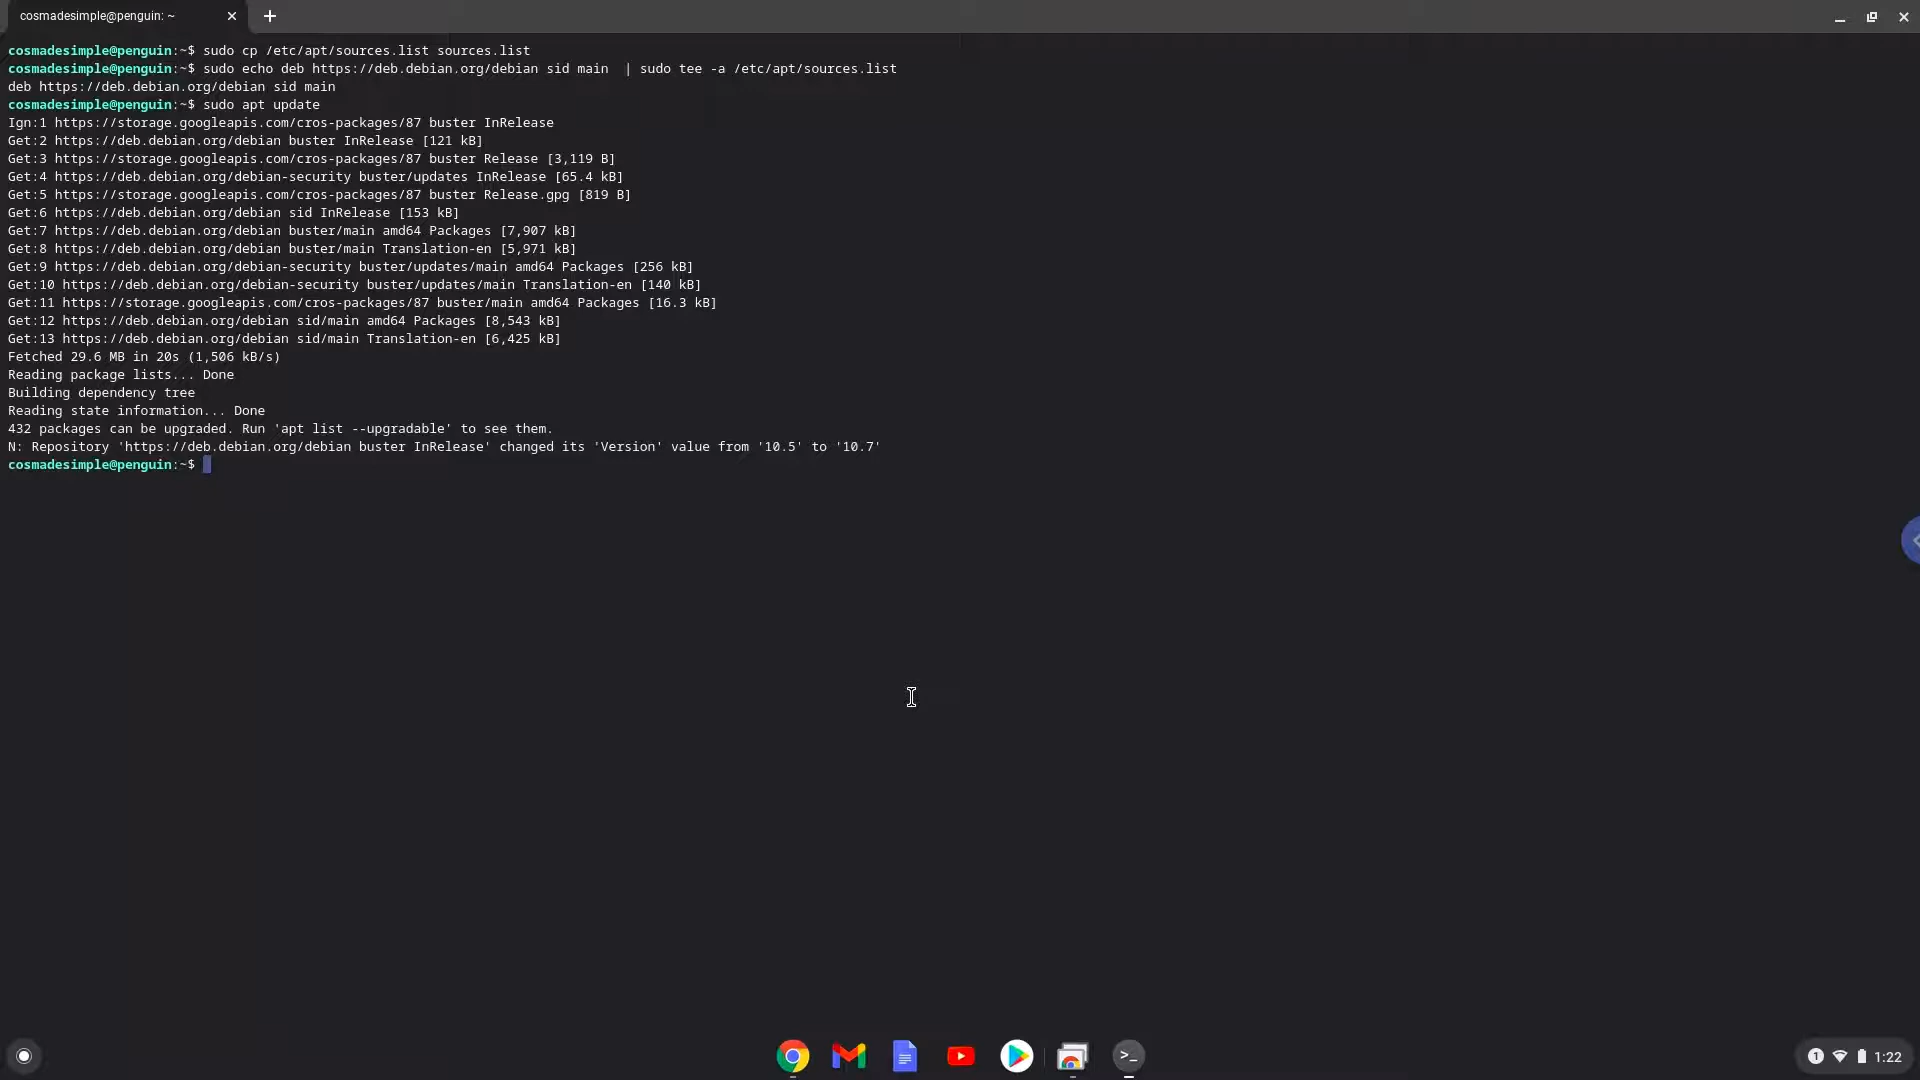 cosmadesimple@penguin: ~
cosmadesimple@penguin:~$ sudo cp /etc/apt/sources.list sources.list
cosmadesimple@penguin:~$ sudo echo deb https://deb.debian.org/debian sid main  | sudo tee -a /etc/apt/sources.list
deb https://deb.debian.org/debian sid main
cosmadesimple@penguin:~$ sudo apt update
Ign:1 https://storage.googleapis.com/cros-packages/87 buster InRelease
Get:2 https://deb.debian.org/debian buster InRelease [121 kB]
Get:3 https://storage.googleapis.com/cros-packages/87 buster Release [3,119 B]
Get:4 https://deb.debian.org/debian-security buster/updates InRelease [65.4 kB]
Get:5 https://storage.googleapis.com/cros-packages/87 buster Release.gpg [819 B]
Get:6 https://deb.debian.org/debian sid InRelease [153 kB]
Get:7 https://deb.debian.org/debian buster/main amd64 Packages [7,907 kB]
Get:8 https://deb.debian.org/debian buster/main Translation-en [5,971 kB]
Get:9 https://deb.debian.org/debian-security buster/updates/main amd64 Packages [256 kB]
Get:10 https://deb.debian.org/debian-security buster/updates/main Translation-en [140 kB]
Get:11 https://storage.googleapis.com/cros-packages/87 buster/main amd64 Packages [16.3 kB]
Get:12 https://deb.debian.org/debian sid/main amd64 Packages [8,543 kB]
Get:13 https://deb.debian.org/debian sid/main Translation-en [6,425 kB]
Fetched 29.6 MB in 20s (1,506 kB/s)
Reading package lists... Done
Building dependency tree
Reading state information... Done
432 packages can be upgraded. Run 'apt list --upgradable' to see them.
N: Repository 'https://deb.debian.org/debian buster InRelease' changed its 'Version' value from '10.5' to '10.7'
cosmadesimple@penguin:~$
1 1:22